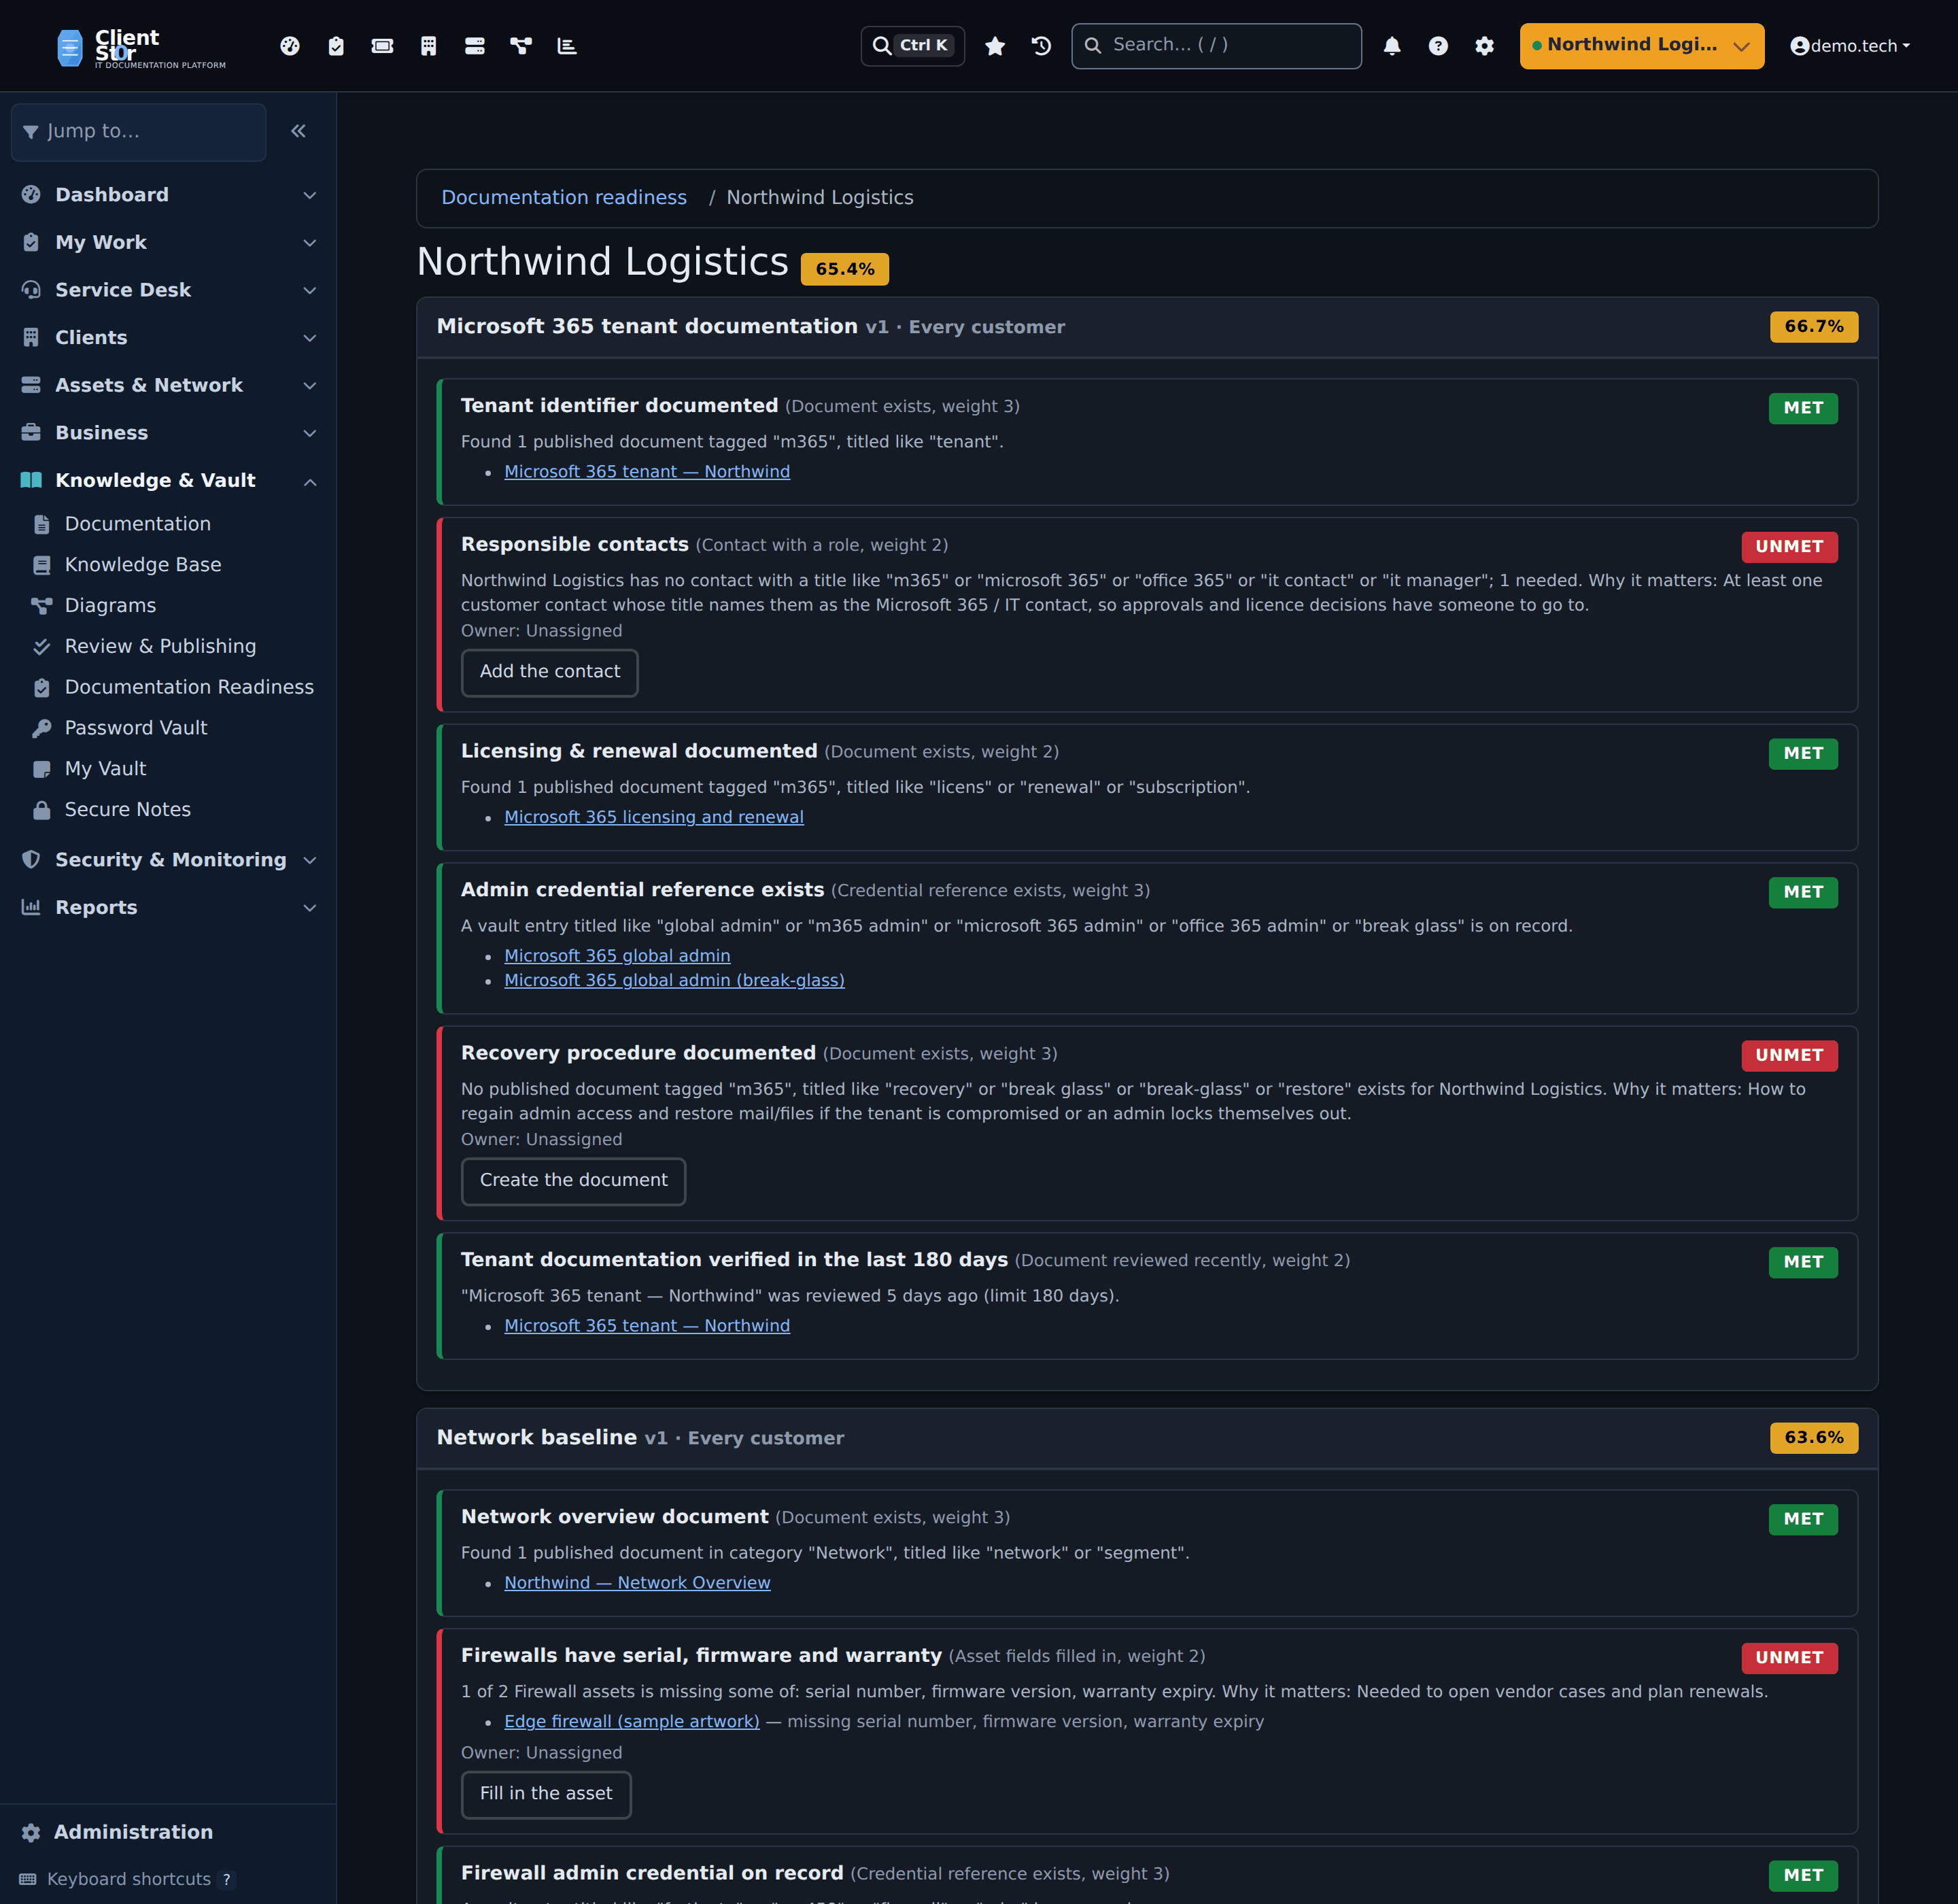 Client
St0r
IT DOCUMENTATION PLATFORM
Ctrl K
Search... ( / )
Northwind Logi...
demo.tech
Jump to...
Dashboard
My Work
Service Desk
Clients
Assets & Network
Business
Knowledge & Vault
Documentation
Knowledge Base
Diagrams
Review & Publishing
Documentation Readiness
Password Vault
My Vault
Secure Notes
Security & Monitoring
Reports
Administration
Keyboard shortcuts ?
Documentation readiness / Northwind Logistics
Northwind Logistics 65.4%
Microsoft 365 tenant documentation v1 · Every customer 66.7%
Tenant identifier documented (Document exists, weight 3) MET
Found 1 published document tagged "m365", titled like "tenant".
Microsoft 365 tenant — Northwind
Responsible contacts (Contact with a role, weight 2) UNMET
Northwind Logistics has no contact with a title like "m365" or "microsoft 365" or "office 365" or "it contact" or "it manager"; 1 needed. Why it matters: At least one
customer contact whose title names them as the Microsoft 365 / IT contact, so approvals and licence decisions have someone to go to.
Owner: Unassigned
Add the contact
Licensing & renewal documented (Document exists, weight 2) MET
Found 1 published document tagged "m365", titled like "licens" or "renewal" or "subscription".
Microsoft 365 licensing and renewal
Admin credential reference exists (Credential reference exists, weight 3) MET
A vault entry titled like "global admin" or "m365 admin" or "microsoft 365 admin" or "office 365 admin" or "break glass" is on record.
Microsoft 365 global admin
Microsoft 365 global admin (break-glass)
Recovery procedure documented (Document exists, weight 3) UNMET
No published document tagged "m365", titled like "recovery" or "break glass" or "break-glass" or "restore" exists for Northwind Logistics. Why it matters: How to
regain admin access and restore mail/files if the tenant is compromised or an admin locks themselves out.
Owner: Unassigned
Create the document
Tenant documentation verified in the last 180 days (Document reviewed recently, weight 2) MET
"Microsoft 365 tenant — Northwind" was reviewed 5 days ago (limit 180 days).
Microsoft 365 tenant — Northwind
Network baseline v1 · Every customer 63.6%
Network overview document (Document exists, weight 3) MET
Found 1 published document in category "Network", titled like "network" or "segment".
Northwind — Network Overview
Firewalls have serial, firmware and warranty (Asset fields filled in, weight 2) UNMET
1 of 2 Firewall assets is missing some of: serial number, firmware version, warranty expiry. Why it matters: Needed to open vendor cases and plan renewals.
Edge firewall (sample artwork) — missing serial number, firmware version, warranty expiry
Owner: Unassigned
Fill in the asset
Firewall admin credential on record (Credential reference exists, weight 3) MET